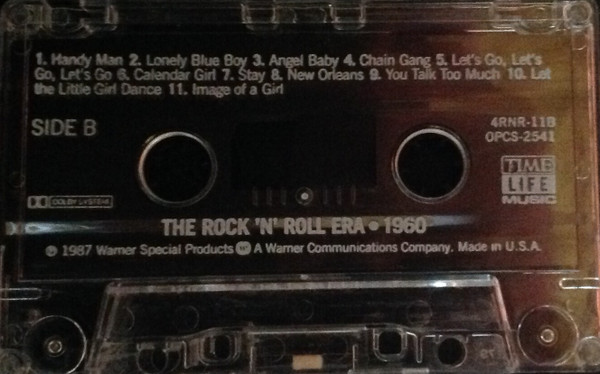 1. Handy Man 2. Lonely Blue Boy 3. Angel Baby 4. Chain Gang 5. Let's Go, Let's
Go, Let's Go 6. Calendar Girl 7. Stay 8. New Orleans 9. You Talk Too Much 10. Let
the Little Girl Dance 11. Image of a Girl
SIDE B
4RNR-11B
OPCS-2541
TIME
LIFE
MUSIC
DOLBY SYSTEM
THE ROCK 'N' ROLL ERA • 1960
℗ 1987 Warner Special Products A Warner Communications Company. Made in U.S.A.